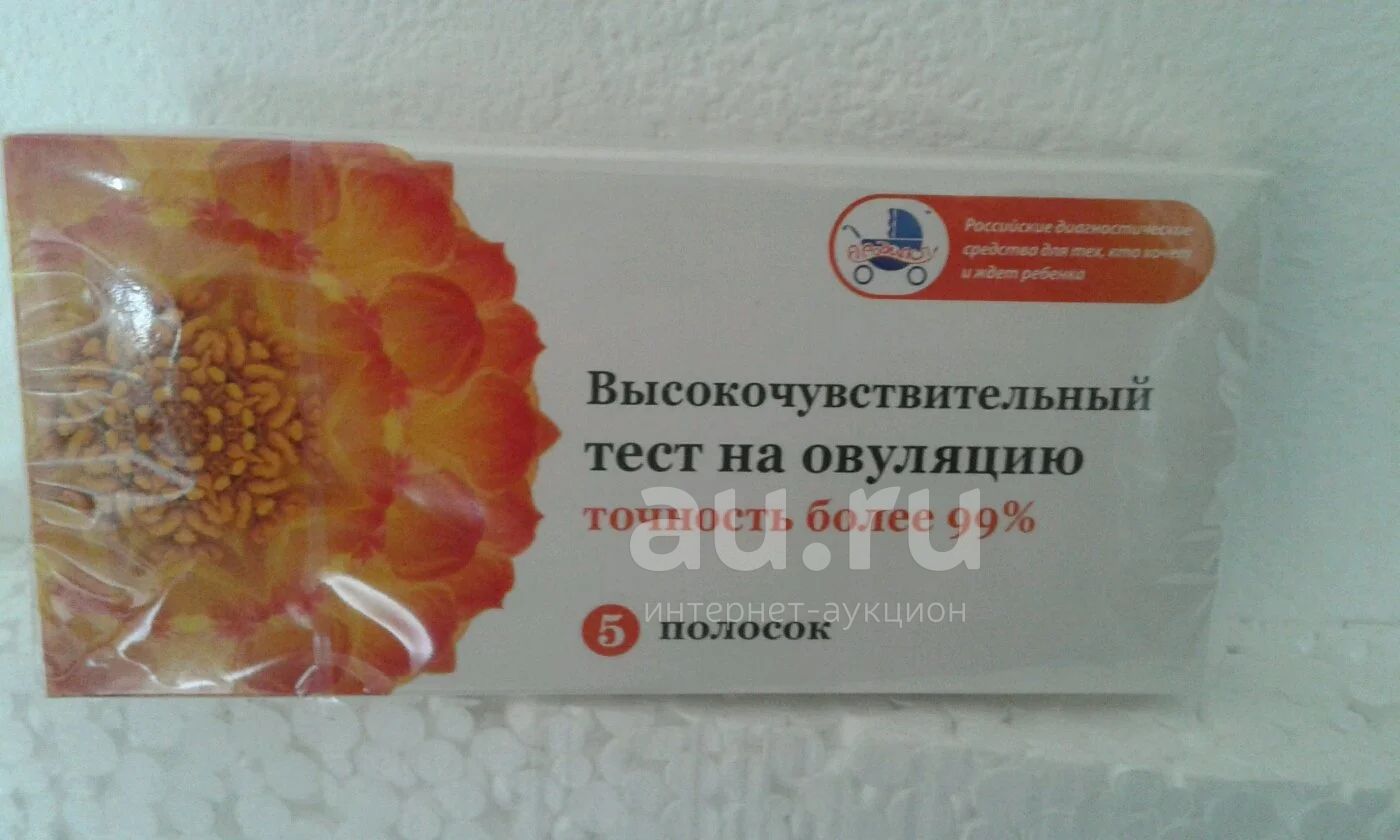 Российские диагностические
средства для тех, кто хочет
и ждет ребенка
Высокочувствительный
тест на овуляцию
точность более 99%
au.ru
интернет-аукцион
5 полосок